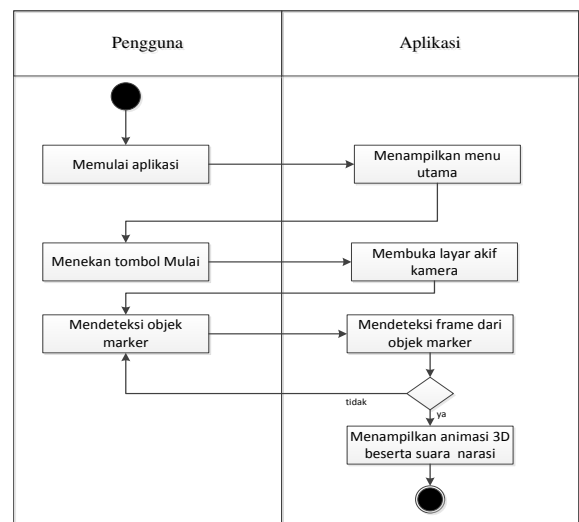 Pengguna
Aplikasi
Memulai aplikasi
Menampilkan menu
utama
Menekan tombol Mulai
Membuka layar akif
kamera
Mendeteksi objek
marker
Mendeteksi frame dari
objek marker
tidak
ya
Menampilkan animasi 3D
beserta suara narasi